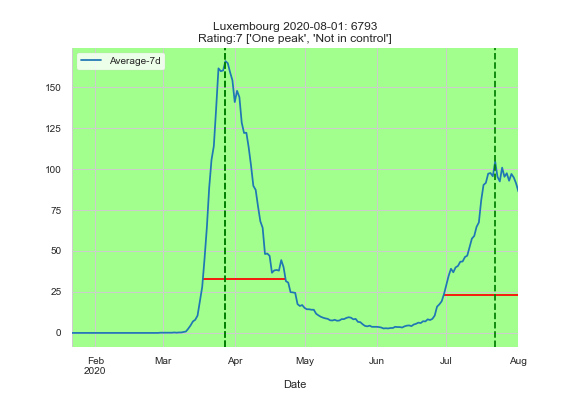 Luxembourg 2020-08-01: 6793
Rating:7 ['One peak', 'Not in control']
Average-7d
150
125
100
75
50
25
0
Feb
2020
Mar
Apr
May
Jun
Jul
Aug
Date